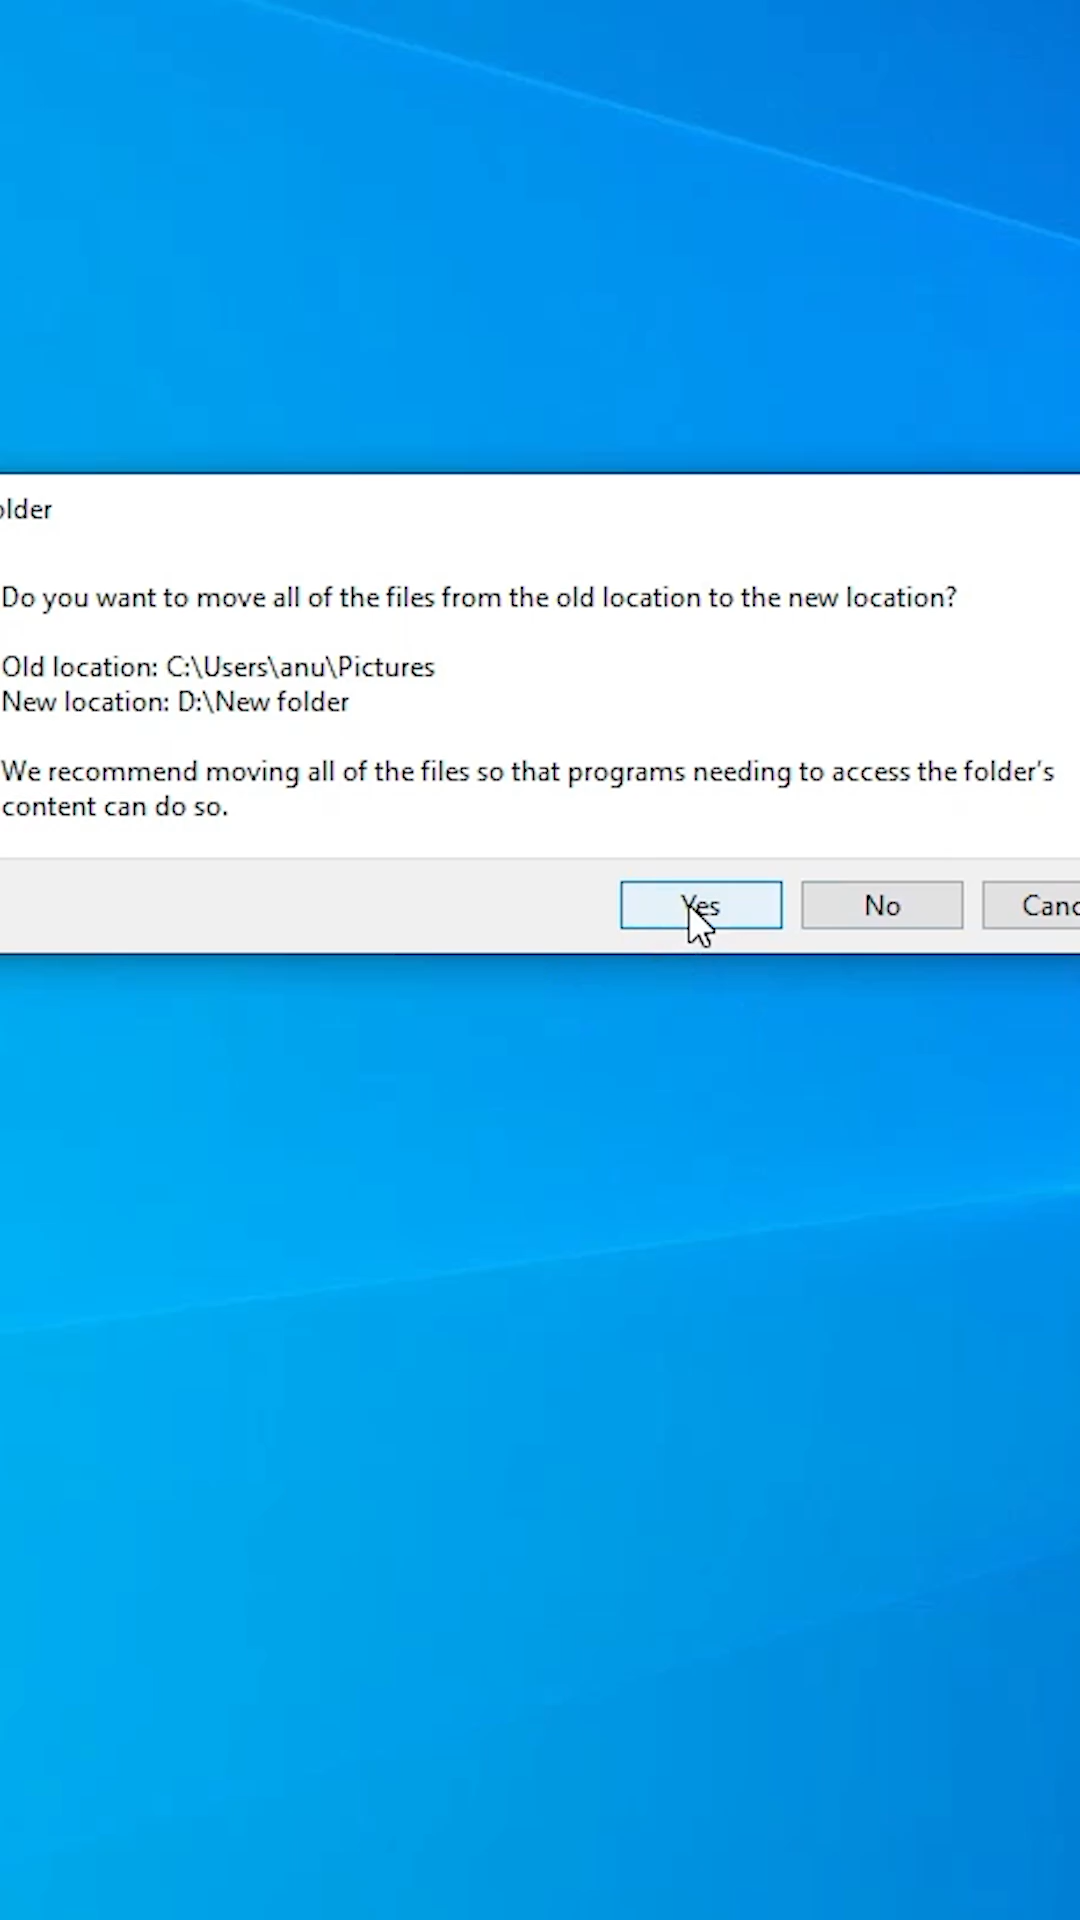 older
Do you want to move all of the files from the old location to the new location?
Old location: C:\Users\anu\Pictures
New location: D:\New folder
We recommend moving all of the files so that programs needing to access the folder's
content can do so.
Yes No Canc